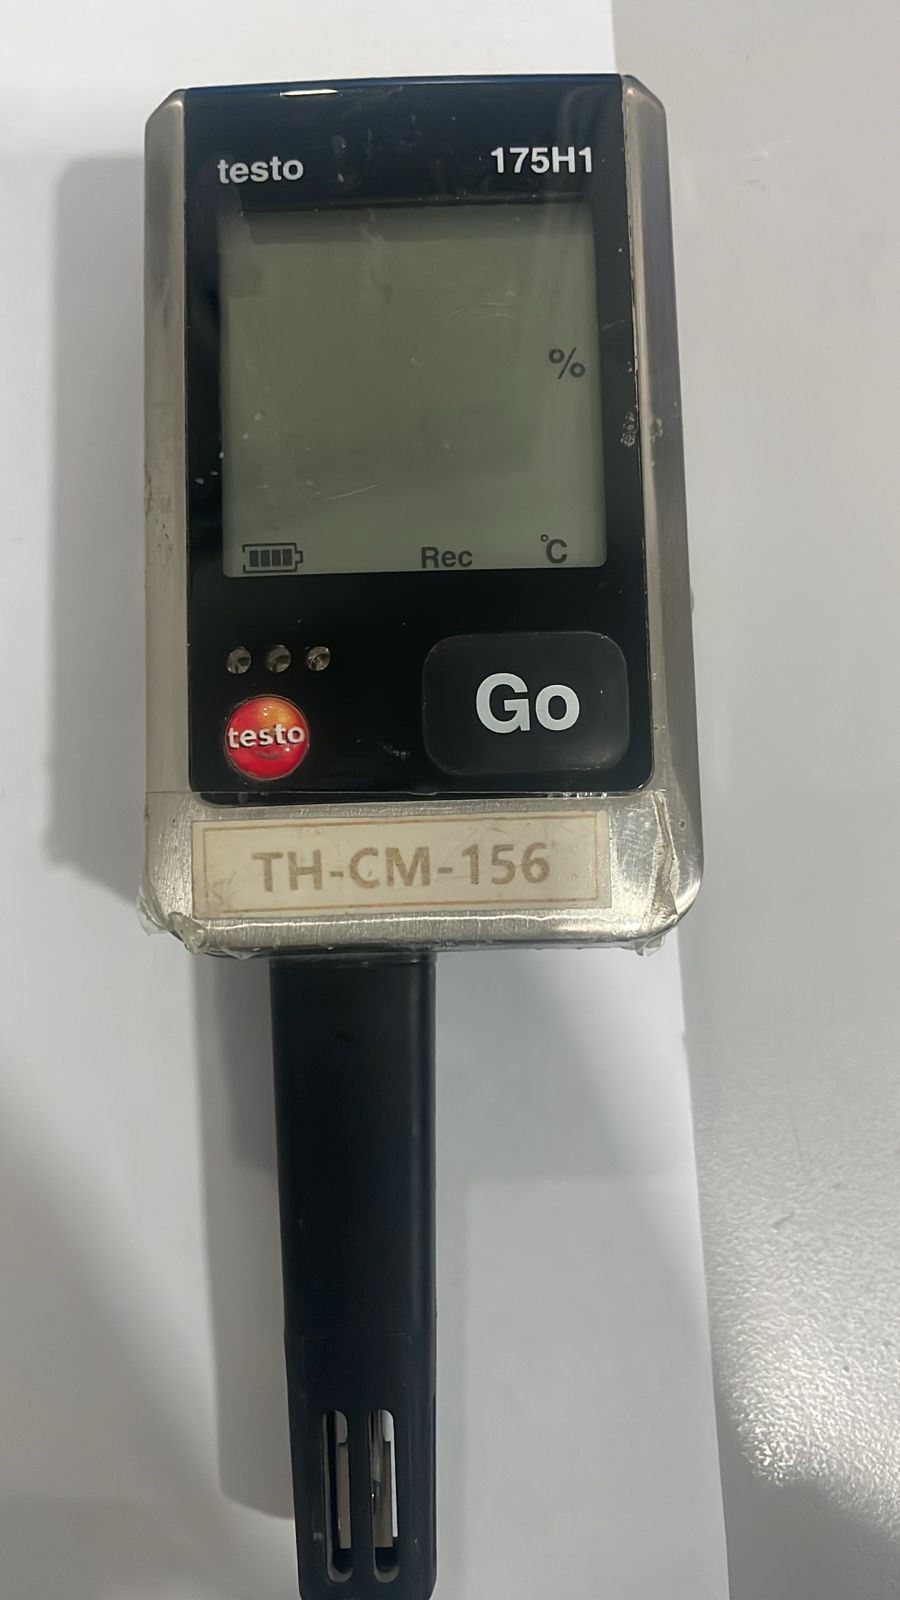 testo 175H1
%
Rec °C
Go
testo
TH-CM-156